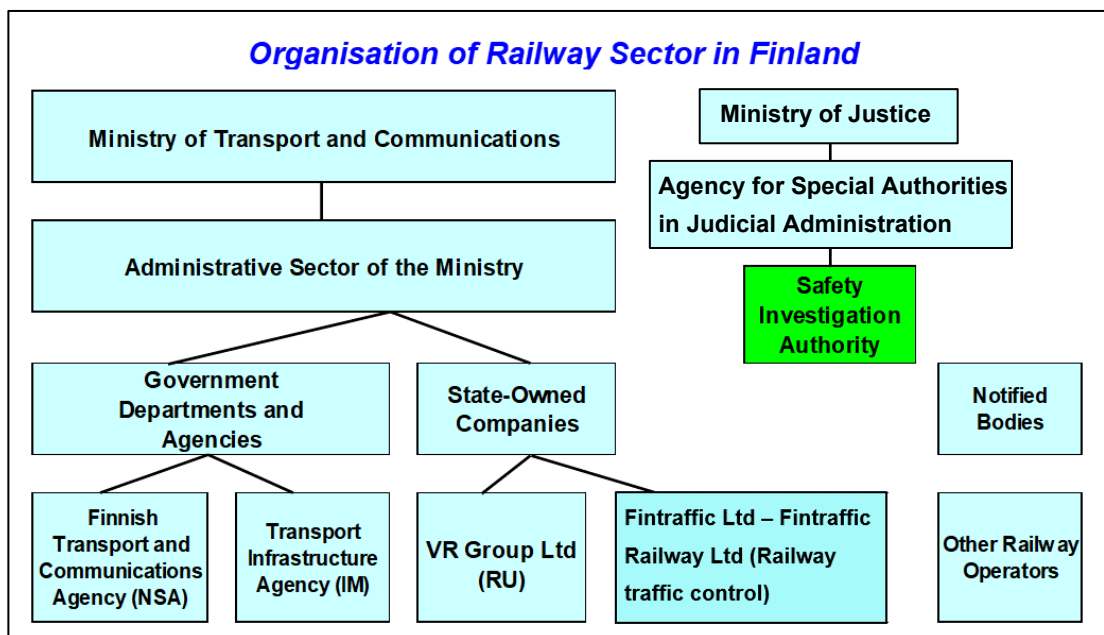 Organisation of Railway Sector in Finland
Ministry of Transport and Communications
Ministry of Justice
Agency for Special Authorities
in Judicial Administration
Administrative Sector of the Ministry
Safety
Investigation
Authority
Government
Departments and
Agencies
State-Owned
Companies
Notified
Bodies
Finnish
Transport and
Communications
Agency (NSA)
Transport
Infrastructure
Agency (IM)
VR Group Ltd
(RU)
Fintraffic Ltd – Fintraffic
Railway Ltd (Railway
traffic control)
Other Railway
Operators